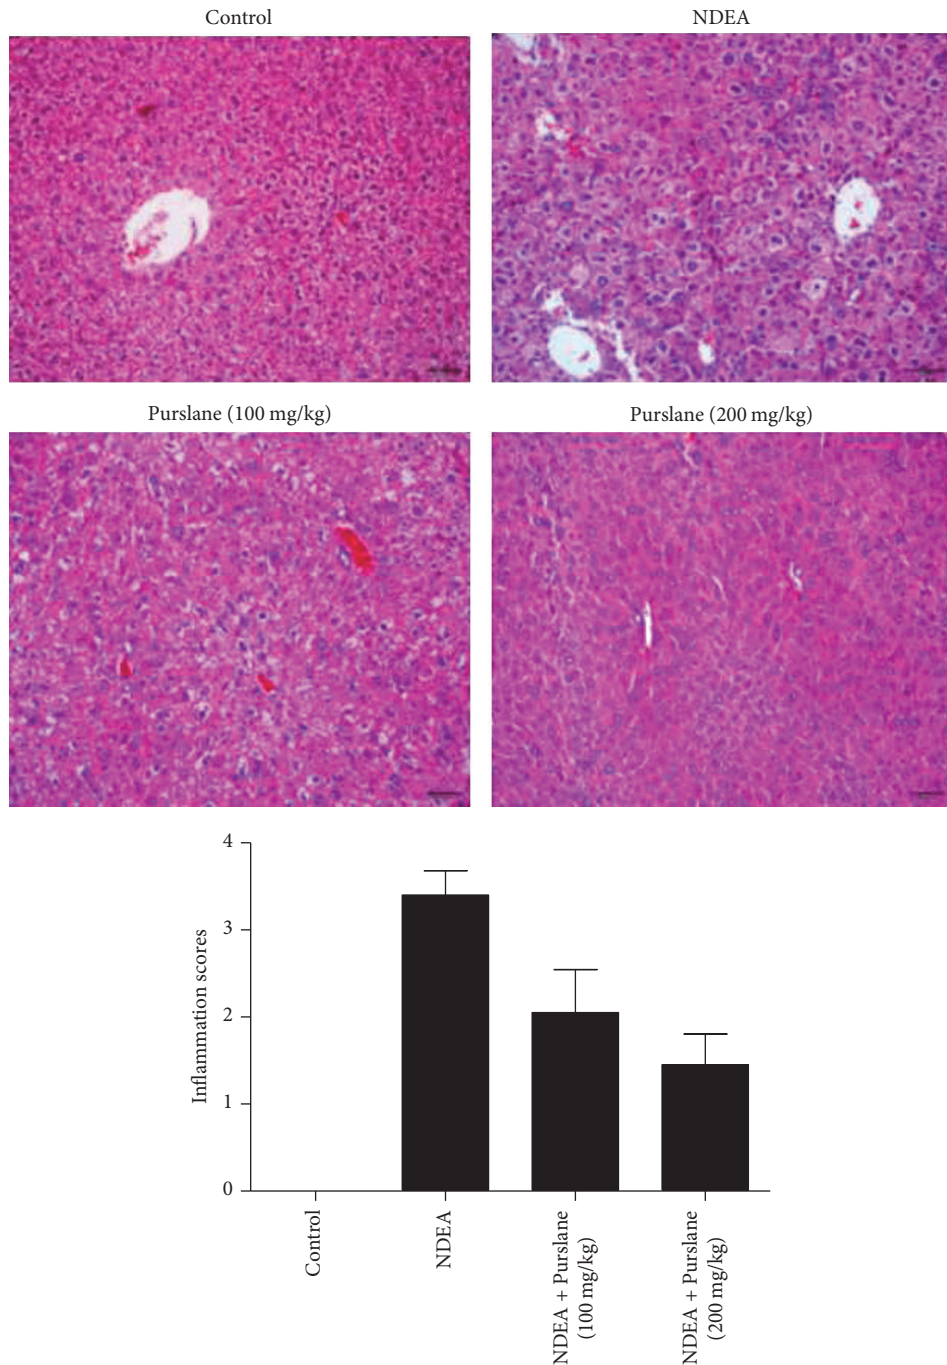 Control
NDEA
Purslane (100 mg/kg)
Purslane (200 mg/kg)
4
3
2
1
0
Inflammation scores
Control
NDEA
NDEA + Purslane
(100 mg/kg)
NDEA + Purslane
(200 mg/kg)